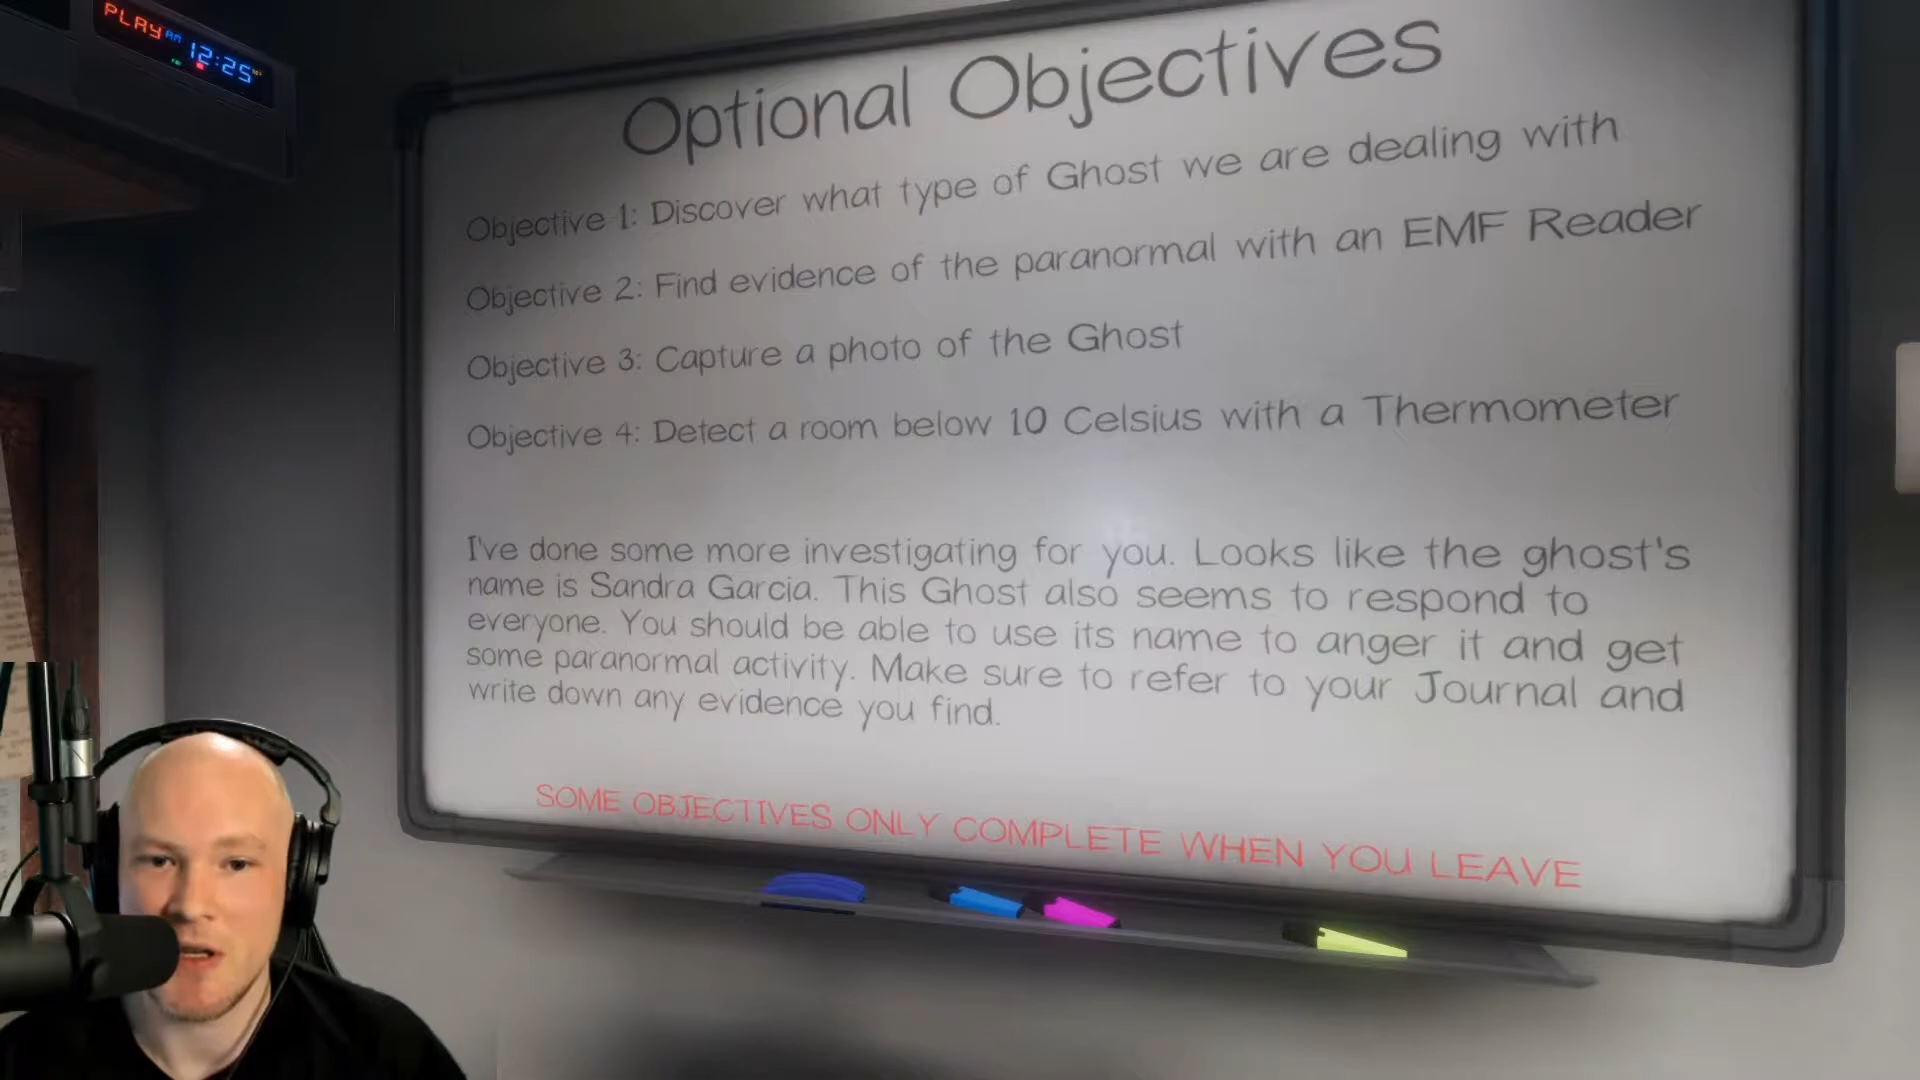 PLAY AM 12:25
Optional Objectives
Objective 1: Discover what type of Ghost we are dealing with
Objective 2: Find evidence of the paranormal with an EMF Reader
Objective 3: Capture a photo of the Ghost
Objective 4: Detect a room below 10 Celsius with a Thermometer
I've done some more investigating for you. Looks like the ghost's
name is Sandra Garcia. This Ghost also seems to respond to
everyone. You should be able to use its name to anger it and get
some paranormal activity. Make sure to refer to your Journal and
write down any evidence you find.
SOME OBJECTIVES ONLY COMPLETE WHEN YOU LEAVE